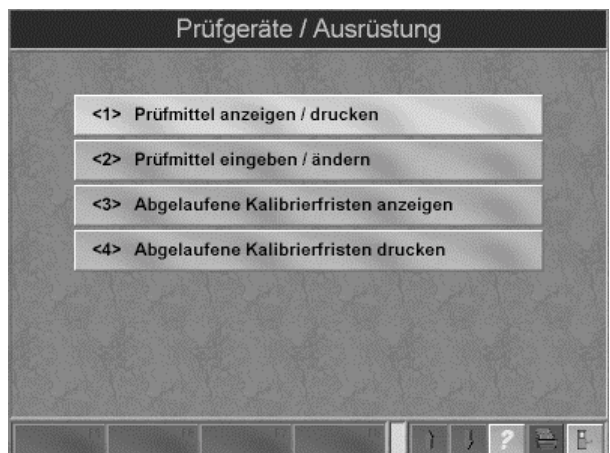 Prüfgeräte / Ausrüstung
<1> Prüfmittel anzeigen / drucken
<2> Prüfmittel eingeben / ändern
<3> Abgelaufene Kalibrierfristen anzeigen
<4> Abgelaufene Kalibrierfristen drucken
?